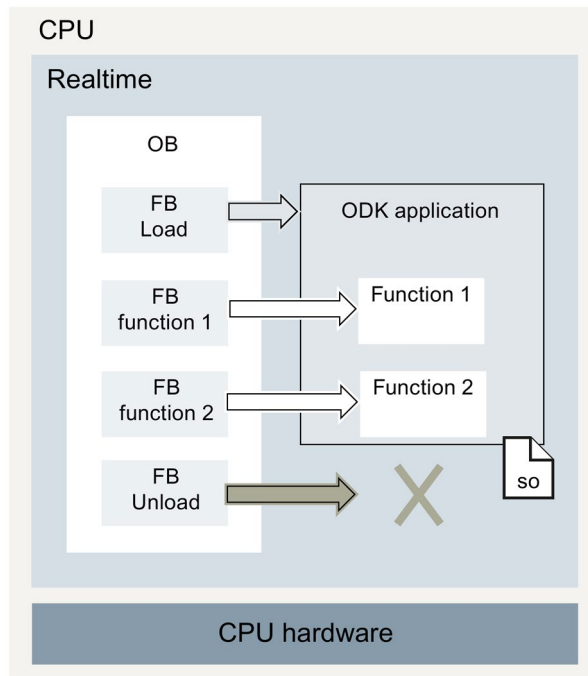 CPU
Realtime
OB
FB
Load
ODK application
FB
function 1
Function 1
FB
function 2
Function 2
FB
Unload
so
CPU hardware